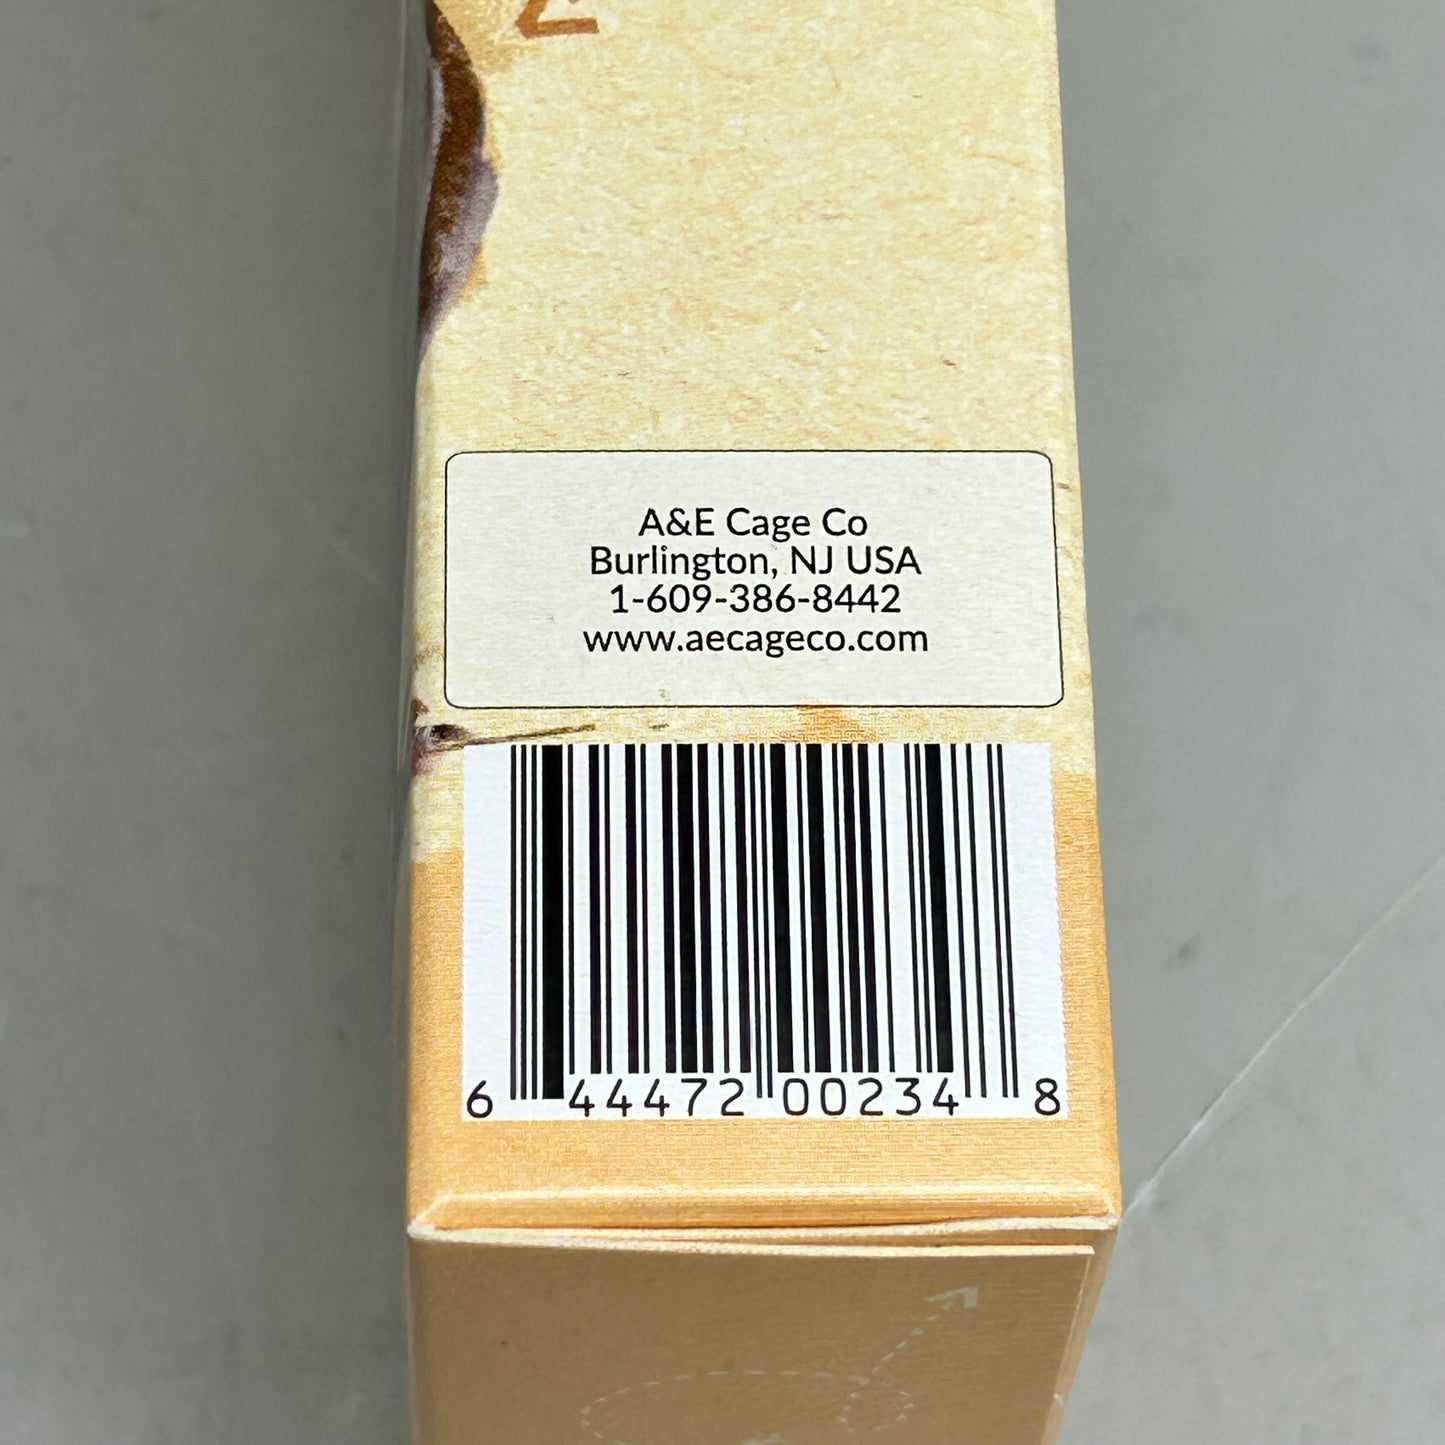 A&E Cage Co
Burlington, NJ USA
1-609-386-8442
www.aecageco.com
6 44472 00234 8